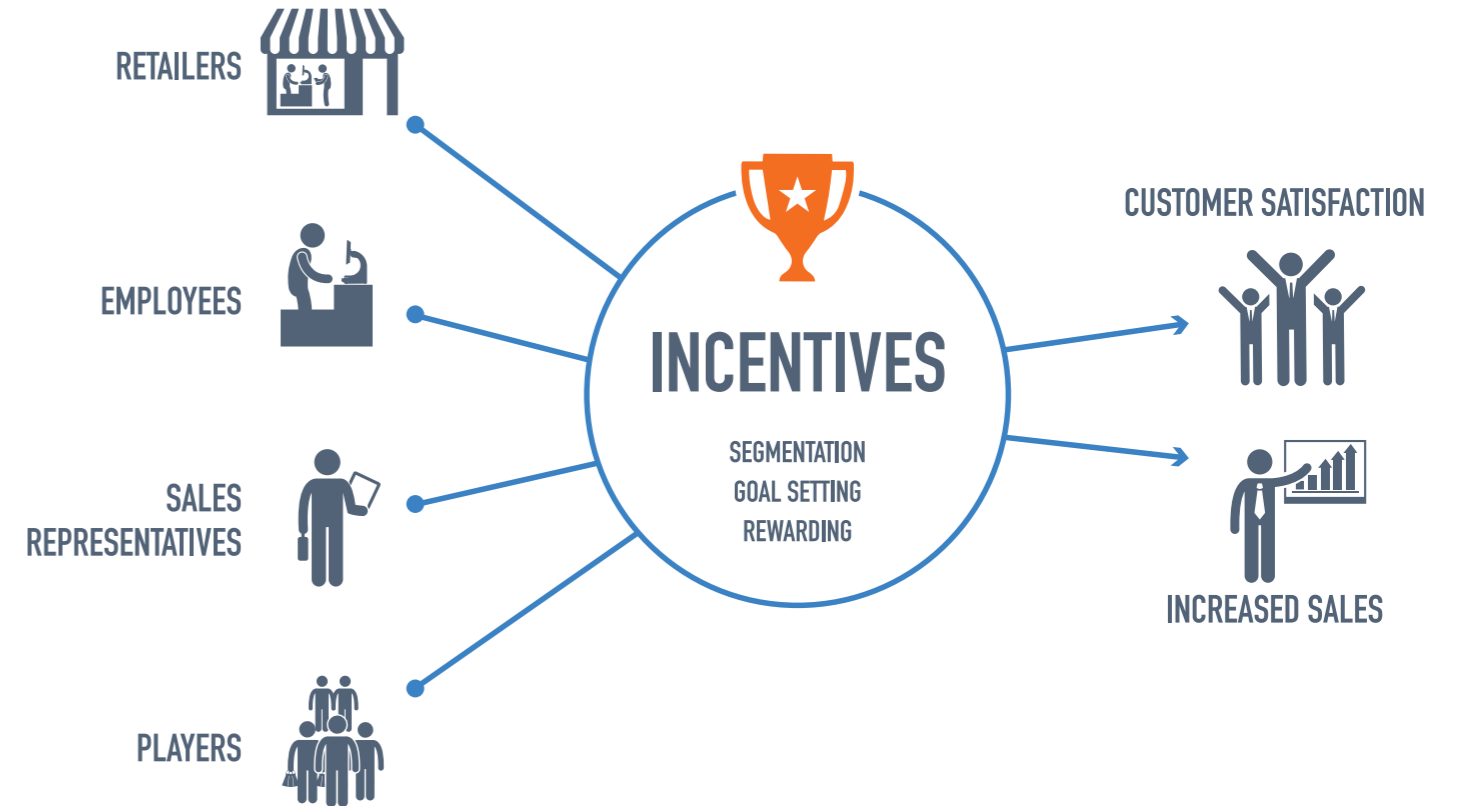 RETAILERS
EMPLOYEES
SALES
REPRESENTATIVES
PLAYERS
INCENTIVES
SEGMENTATION
GOAL SETTING
REWARDING
CUSTOMER SATISFACTION
INCREASED SALES